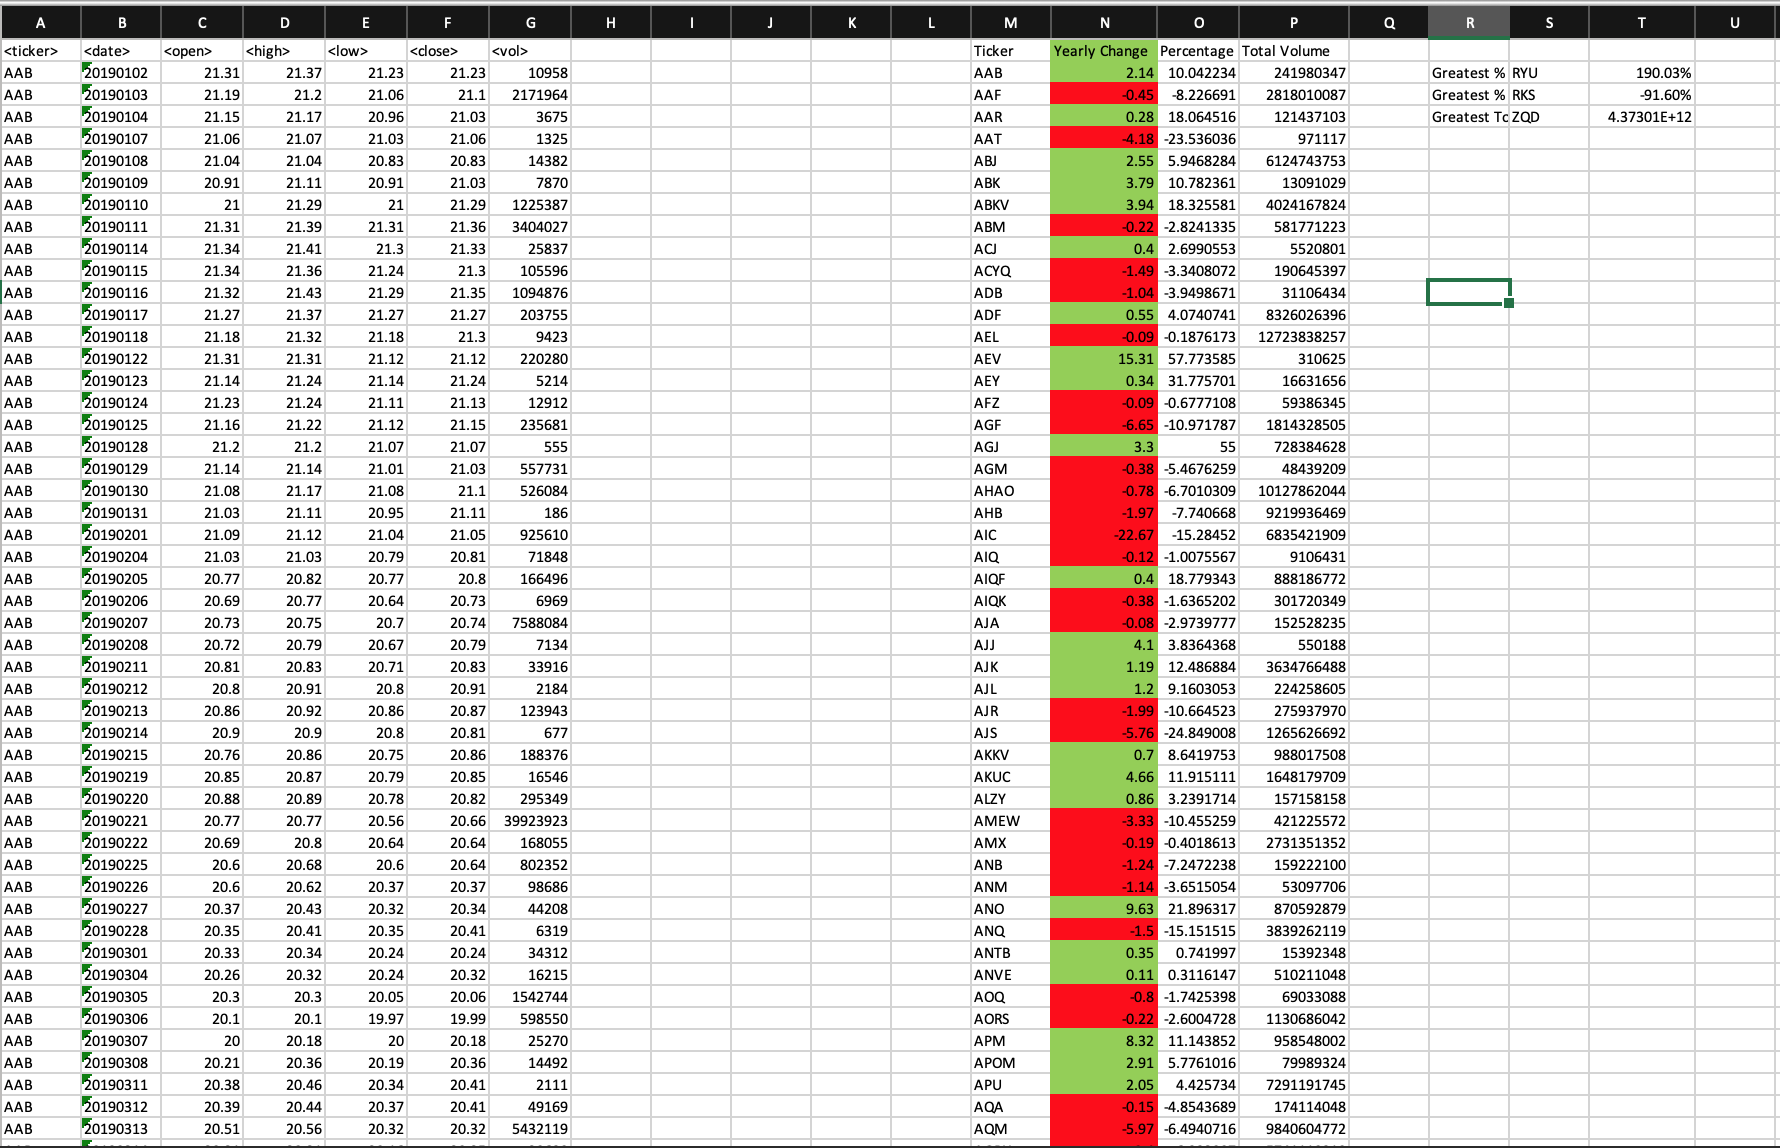 A B C D E F G H I J K L M N O P Q R S T U
<ticker> <date> <open> <high> <low> <close> <vol> Ticker Yearly Change Percentage Total Volume
AAB 20190102 21.31 21.37 21.23 21.23 10958 AAB 2.14 10.042234 241980347 Greatest % RYU 190.03%
AAB 20190103 21.19 21.2 21.06 21.1 2171964 AAF -0.45 -8.226691 2818010087 Greatest % RKS -91.60%
AAB 20190104 21.15 21.17 20.96 21.03 3675 AAR 0.28 18.064516 121437103 Greatest Tc ZQD 4.37301E+12
AAB 20190107 21.06 21.07 21.03 21.06 1325 AAT -4.18 -23.536036 971117
AAB 20190108 21.04 21.04 20.83 20.83 14382 ABJ 2.55 5.9468284 6124743753
AAB 20190109 20.91 21.11 20.91 21.03 7870 ABK 3.79 10.782361 13091029
AAB 20190110 21 21.29 21 21.29 1225387 ABKV 3.94 18.325581 4024167824
AAB 20190111 21.31 21.39 21.31 21.36 3404027 ABM -0.22 -2.8241335 581771223
AAB 20190114 21.34 21.41 21.3 21.33 25837 ACJ 0.4 2.6990553 5520801
AAB 20190115 21.34 21.36 21.24 21.3 105596 ACYQ -1.49 -3.3408072 190645397
AAB 20190116 21.32 21.43 21.29 21.35 1094876 ADB -1.04 -3.9498671 31106434
AAB 20190117 21.27 21.37 21.27 21.27 203755 ADF 0.55 4.0740741 8326026396
AAB 20190118 21.18 21.32 21.18 21.3 9423 AEL -0.09 -0.1876173 12723838257
AAB 20190122 21.31 21.31 21.12 21.12 220280 AEV 15.31 57.773585 310625
AAB 20190123 21.14 21.24 21.14 21.24 5214 AEY 0.34 31.775701 16631656
AAB 20190124 21.23 21.24 21.11 21.13 12912 AFZ -0.09 -0.6777108 59386345
AAB 20190125 21.16 21.22 21.12 21.15 235681 AGF -6.65 -10.971787 1814328505
AAB 20190128 21.2 21.2 21.07 21.07 555 AGJ 3.3 55 728384628
AAB 20190129 21.14 21.14 21.01 21.03 557731 AGM -0.38 -5.4676259 48439209
AAB 20190130 21.08 21.17 21.08 21.1 526084 AHAO -0.78 -6.7010309 10127862044
AAB 20190131 21.03 21.11 20.95 21.11 186 AHB -1.97 -7.740668 9219936469
AAB 20190201 21.09 21.12 21.04 21.05 925610 AIC -22.67 -15.28452 6835421909
AAB 20190204 21.03 21.03 20.79 20.81 71848 AIQ -0.12 -1.0075567 9106431
AAB 20190205 20.77 20.82 20.77 20.8 166496 AIQF 0.4 18.779343 888186772
AAB 20190206 20.69 20.77 20.64 20.73 6969 AIQK -0.38 -1.6365202 301720349
AAB 20190207 20.73 20.75 20.7 20.74 7588084 AJA -0.08 -2.9739777 152528235
AAB 20190208 20.72 20.79 20.67 20.79 7134 AJJ 4.1 3.8364368 550188
AAB 20190211 20.81 20.83 20.71 20.83 33916 AJK 1.19 12.486884 3634766488
AAB 20190212 20.8 20.91 20.8 20.91 2184 AJL 1.2 9.1603053 224258605
AAB 20190213 20.86 20.92 20.86 20.87 123943 AJR -1.99 -10.664523 275937970
AAB 20190214 20.9 20.9 20.8 20.81 677 AJS -5.76 -24.849008 1265626692
AAB 20190215 20.76 20.86 20.75 20.86 188376 AKKV 0.7 8.6419753 988017508
AAB 20190219 20.85 20.87 20.79 20.85 16546 AKUC 4.66 11.915111 1648179709
AAB 20190220 20.88 20.89 20.78 20.82 295349 ALZY 0.86 3.2391714 157158158
AAB 20190221 20.77 20.77 20.56 20.66 39923923 AMEW -3.33 -10.455259 421225572
AAB 20190222 20.69 20.8 20.64 20.64 168055 AMX -0.19 -0.4018613 2731351352
AAB 20190225 20.6 20.68 20.6 20.64 802352 ANB -1.24 -7.2472238 159222100
AAB 20190226 20.6 20.62 20.37 20.37 98686 ANM -1.14 -3.6515054 53097706
AAB 20190227 20.37 20.43 20.32 20.34 44208 ANO 9.63 21.896317 870592879
AAB 20190228 20.35 20.41 20.35 20.41 6319 ANQ -1.5 -15.151515 3839262119
AAB 20190301 20.33 20.34 20.24 20.24 34312 ANTB 0.35 0.741997 15392348
AAB 20190304 20.26 20.32 20.24 20.32 16215 ANVE 0.11 0.3116147 510211048
AAB 20190305 20.3 20.3 20.05 20.06 1542744 AOQ -0.8 -1.7425398 69033088
AAB 20190306 20.1 20.1 19.97 19.99 598550 AORS -0.22 -2.6004728 1130686042
AAB 20190307 20 20.18 20 20.18 25270 APM 8.32 11.143852 958548002
AAB 20190308 20.21 20.36 20.19 20.36 14492 APOM 2.91 5.7761016 79989324
AAB 20190311 20.38 20.46 20.34 20.41 2111 APU 2.05 4.425734 7291191745
AAB 20190312 20.39 20.44 20.37 20.41 49169 AQA -0.15 -4.8543689 174114048
AAB 20190313 20.51 20.56 20.32 20.32 5432119 AQM -5.97 -6.4940716 9840604772